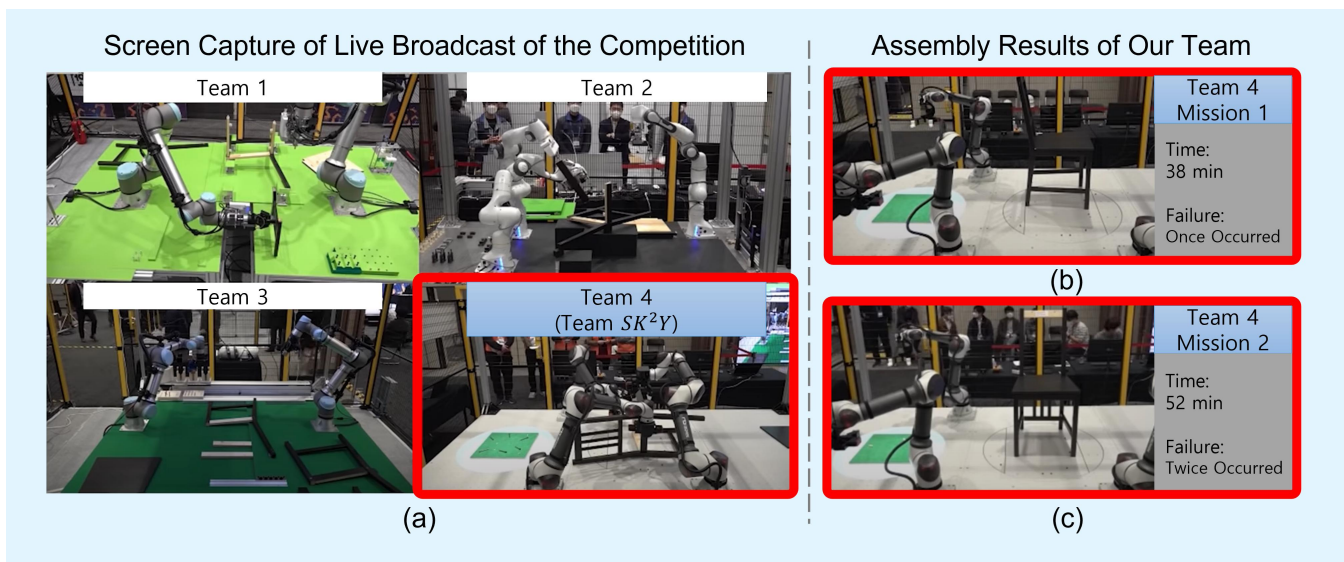 Screen Capture of Live Broadcast of the Competition
Team 1
Team 2
Team 3
Team 4
(Team SK²Y)
(a)
Assembly Results of Our Team
Team 4
Mission 1
Time:
38 min
Failure:
Once Occurred
(b)
Team 4
Mission 2
Time:
52 min
Failure:
Twice Occurred
(c)